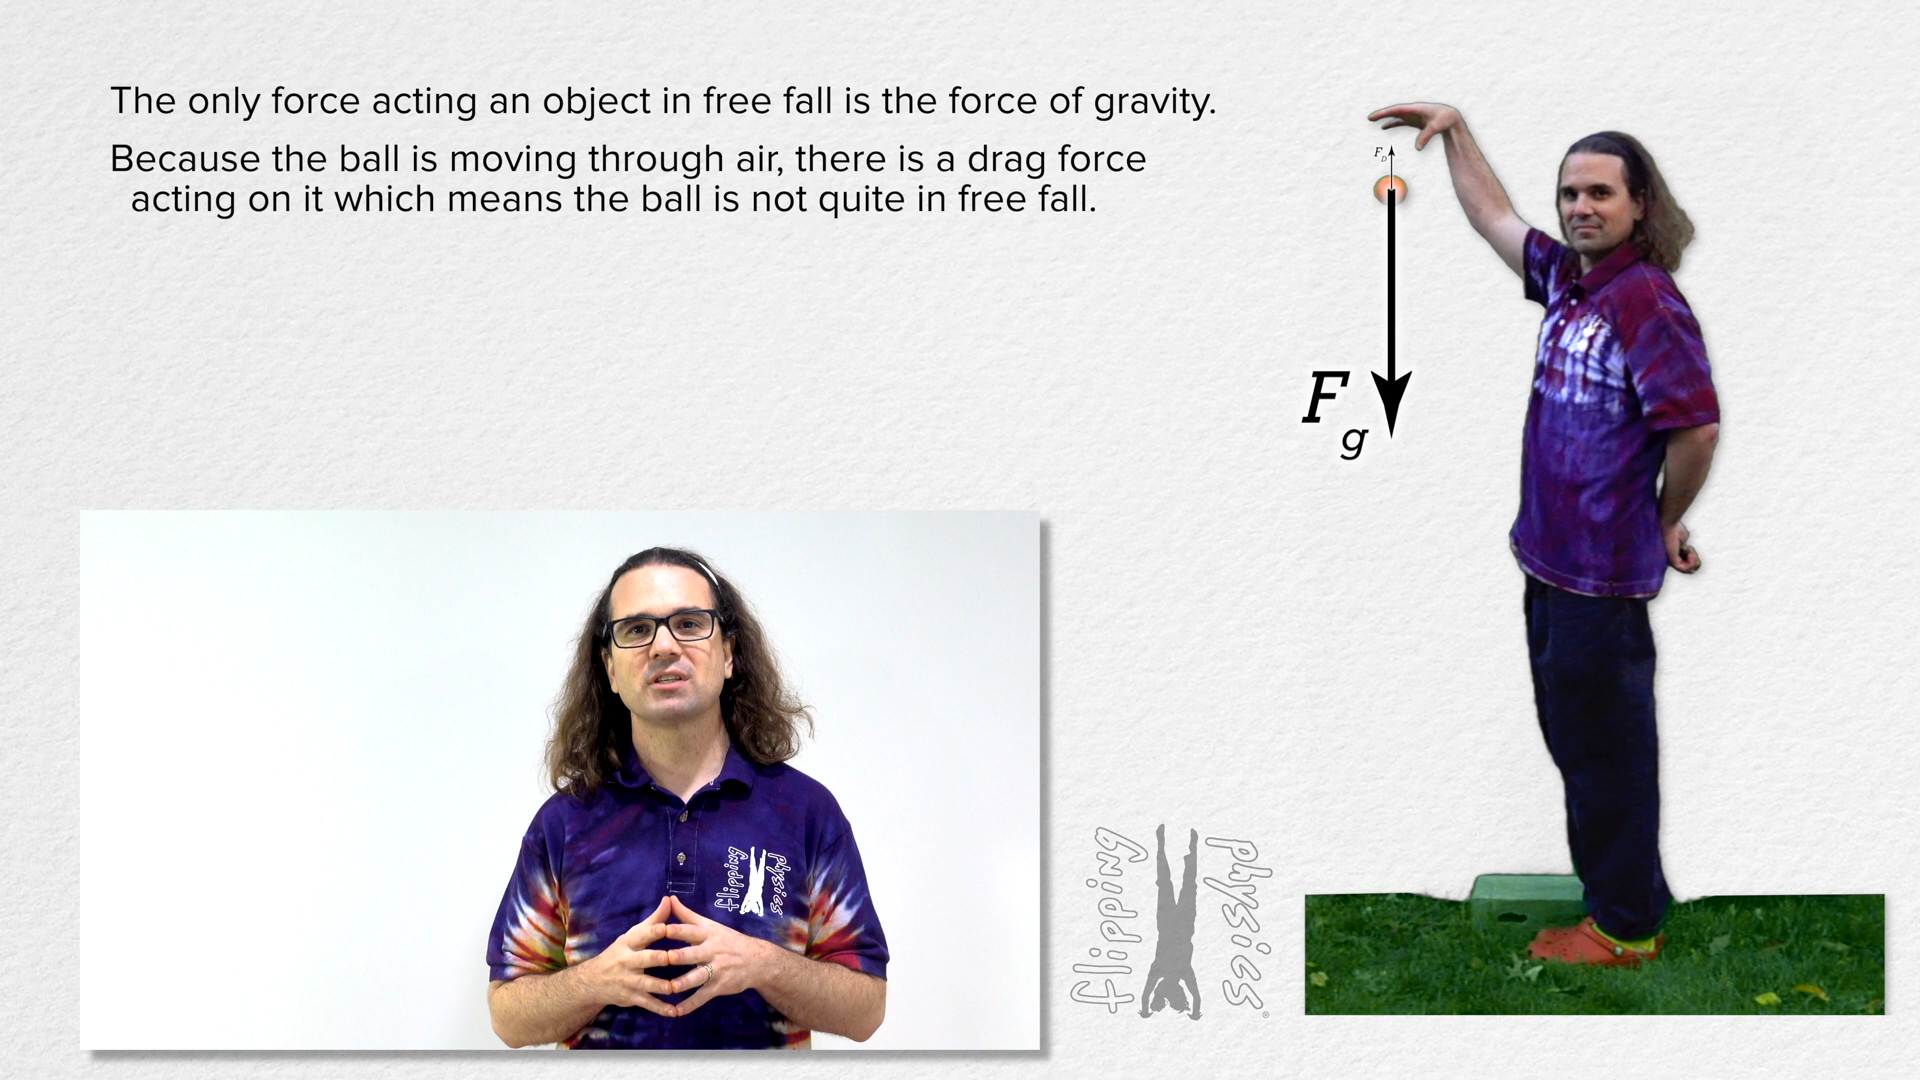 The only force acting an object in free fall is the force of gravity.
Because the ball is moving through air, there is a drag force
acting on it which means the ball is not quite in free fall.
F_D
F_g
flipping physics
flipping physics®